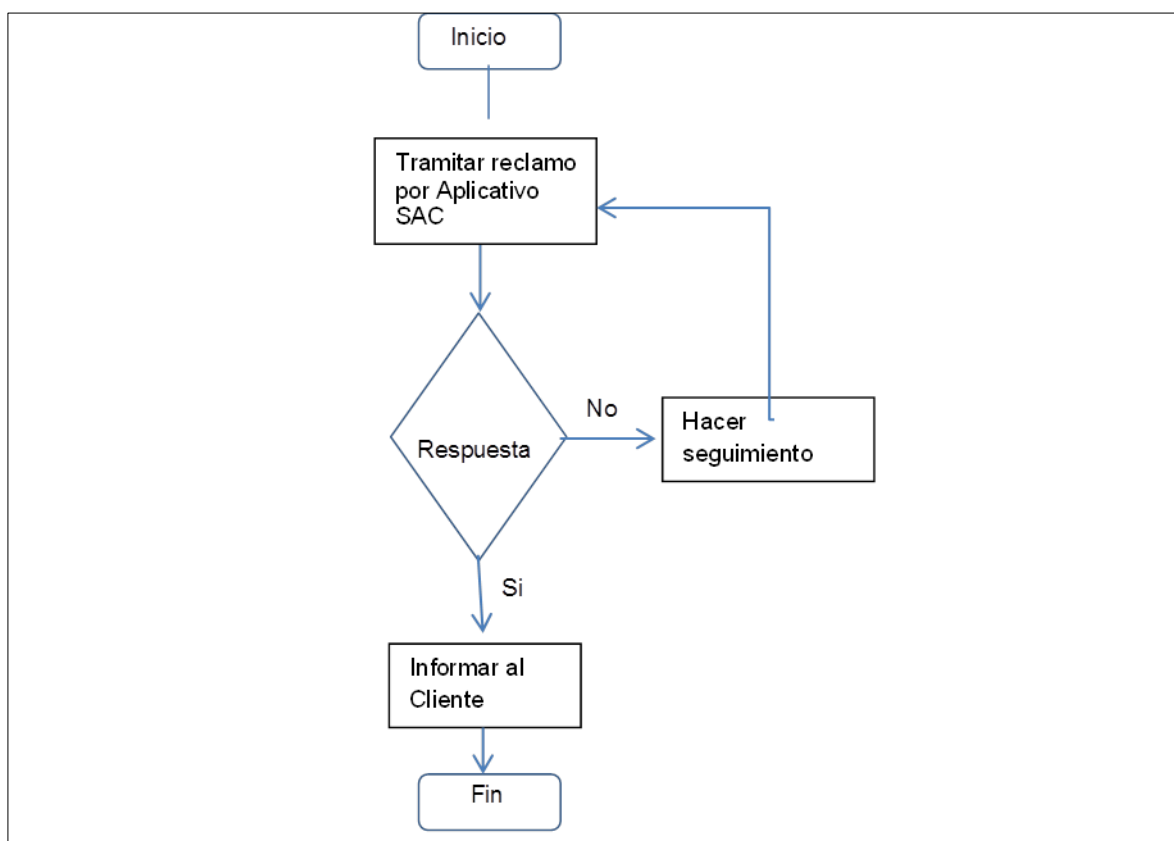 Inicio
Tramitar reclamo
por Aplicativo
SAC
No
Hacer
seguimiento
Respuesta
Si
Informar al
Cliente
Fin